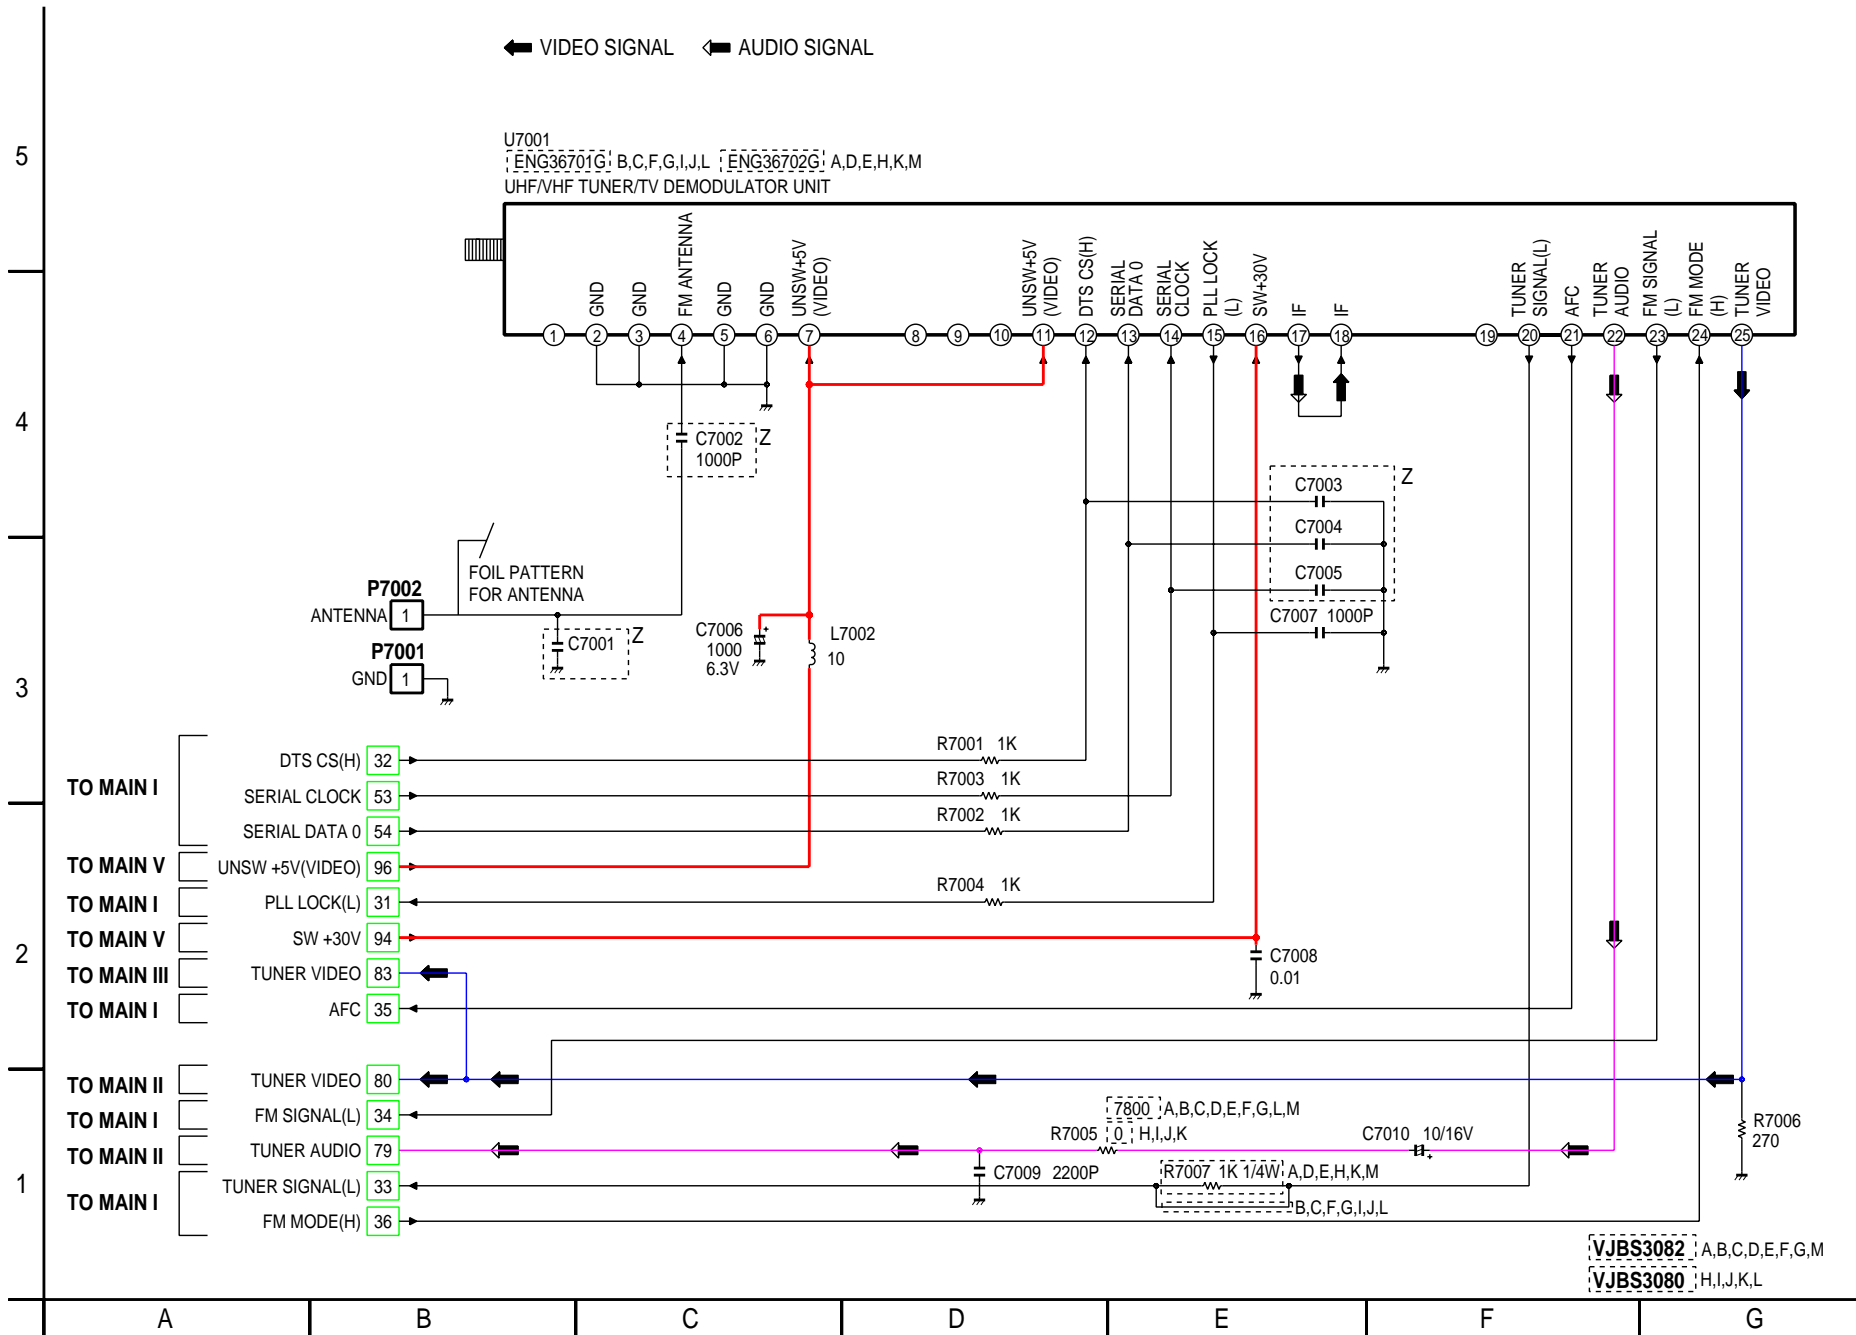 VIDEO SIGNAL AUDIO SIGNAL
U7001
ENG36701G B,C,F,G,I,J,L ENG36702G A,D,E,H,K,M
UHF/VHF TUNER/TV DEMODULATOR UNIT
5
GND
GND
FM ANTENNA
GND
GND
UNSW+5V
(VIDEO)
UNSW+5V
(VIDEO)
DTS CS(H)
SERIAL
DATA 0
SERIAL
CLOCK
PLL LOCK
(L)
SW+30V
IF
IF
TUNER
SIGNAL(L)
AFC
TUNER
AUDIO
FM SIGNAL
(L)
FM MODE
(H)
TUNER
VIDEO
1 2 3 4 5 6 7 8 9 10 11 12 13 14 15 16 17 18 19 20 21 22 23 24 25
4
C7002 Z
1000P
C7003 Z
C7004
C7005
C7007 1000P
FOIL PATTERN
FOR ANTENNA
P7002
ANTENNA 1
C7001 Z
P7001
GND 1
C7006
1000
6.3V
L7002
10
3
TO MAIN I
DTS CS(H) 32
R7001 1K
SERIAL CLOCK 53
R7003 1K
SERIAL DATA 0 54
R7002 1K
TO MAIN V UNSW +5V(VIDEO) 96
TO MAIN I PLL LOCK(L) 31
R7004 1K
TO MAIN V SW +30V 94
2
C7008
0.01
TO MAIN III TUNER VIDEO 83
TO MAIN I AFC 35
TO MAIN II TUNER VIDEO 80
TO MAIN I FM SIGNAL(L) 34
7800 A,B,C,D,E,F,G,L,M
R7005 0 H,I,J,K
C7010 10/16V
R7006
270
TO MAIN II TUNER AUDIO 79
C7009 2200P
R7007 1K 1/4W A,D,E,H,K,M
B,C,F,G,I,J,L
1
TO MAIN I
TUNER SIGNAL(L) 33
FM MODE(H) 36
VJBS3082 A,B,C,D,E,F,G,M
VJBS3080 H,I,J,K,L
A B C D E F G